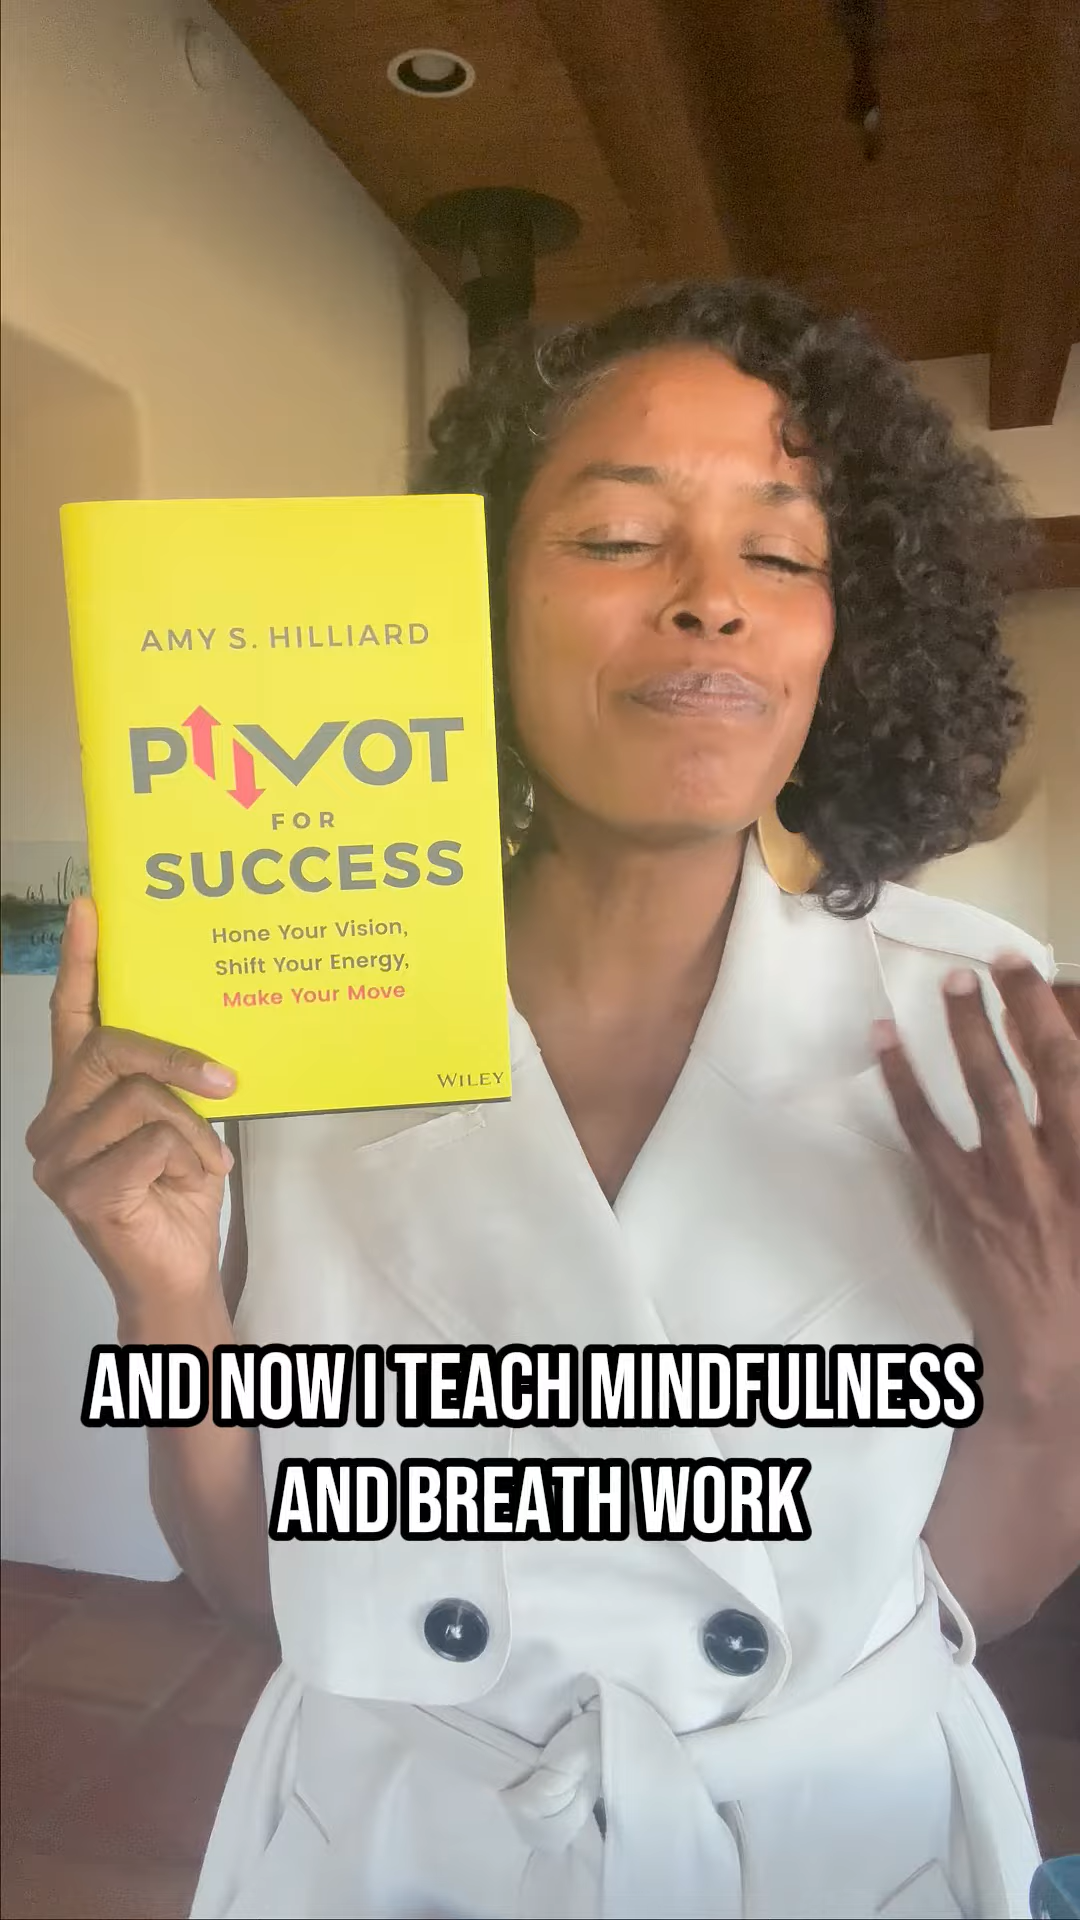 AMY S. HILLIARD
PIVOT
FOR
SUCCESS
Hone Your Vision,
Shift Your Energy,
Make Your Move
WILEY
AND NOW I TEACH MINDFULNESS
AND BREATH WORK